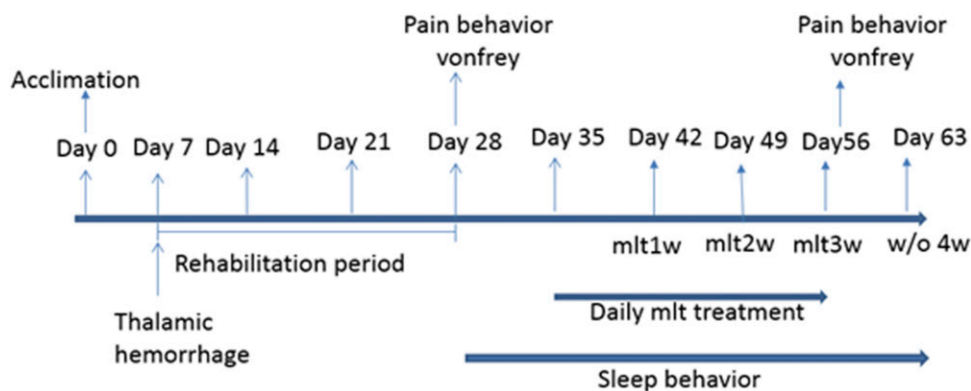 Pain behavior
vonfrey
Pain behavior
vonfrey
Acclimation
Day 0
Day 7
Day 14
Day 21
Day 28
Day 35
Day 42
Day 49
Day56
Day 63
mlt1w
mlt2w
mlt3w
w/o 4w
Rehabilitation period
Daily mlt treatment
Thalamic
hemorrhage
Sleep behavior